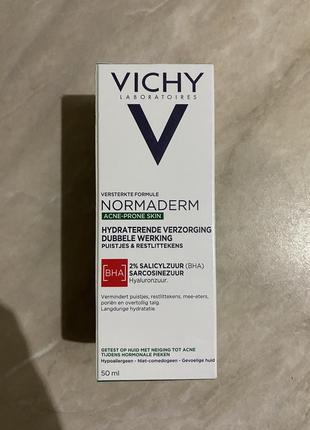 VICHY
LABORATOIRES
VERSTERKTE FORMULE
NORMADERM
ACNE-PRONE SKIN
HYDRATERENDE VERZORGING
DUBBELE WERKING
PUISTJES & RESTLITTEKENS
BHA
2% SALICYLZUUR (BHA)
SARCOSINEZUUR
Hyaluronzuur.
Vermindert puistjes, restlittekens, mee-eters,
poriën en overtollig talg.
Langdurige hydratatie.
GETEST OP HUID MET NEIGING TOT ACNE
TIJDENS HORMONALE PIEKEN
Hypoallergeen - Niet-comedogeen - Gevoelige huid
50 ml